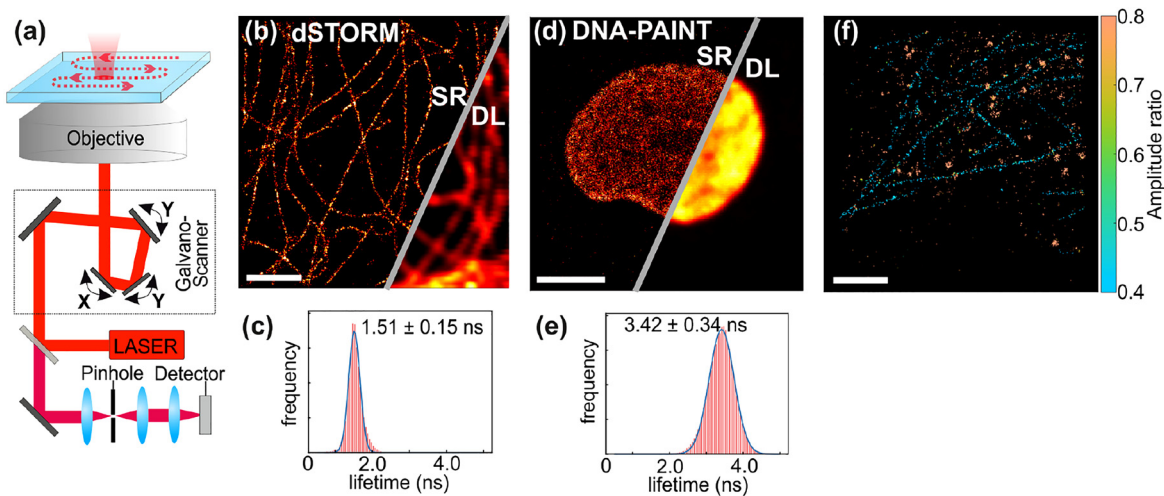 (a)
Objective
Galvano-
Scanner
Y
X
Y
LASER
Pinhole
Detector
(b) dSTORM
SR
DL
(c)
1.51 ± 0.15 ns
frequency
0
2.0
4.0
lifetime (ns)
(d) DNA-PAINT
SR
DL
(e)
3.42 ± 0.34 ns
frequency
0
2.0
4.0
lifetime (ns)
(f)
0.8
0.7
0.6
0.5
0.4
Amplitude ratio